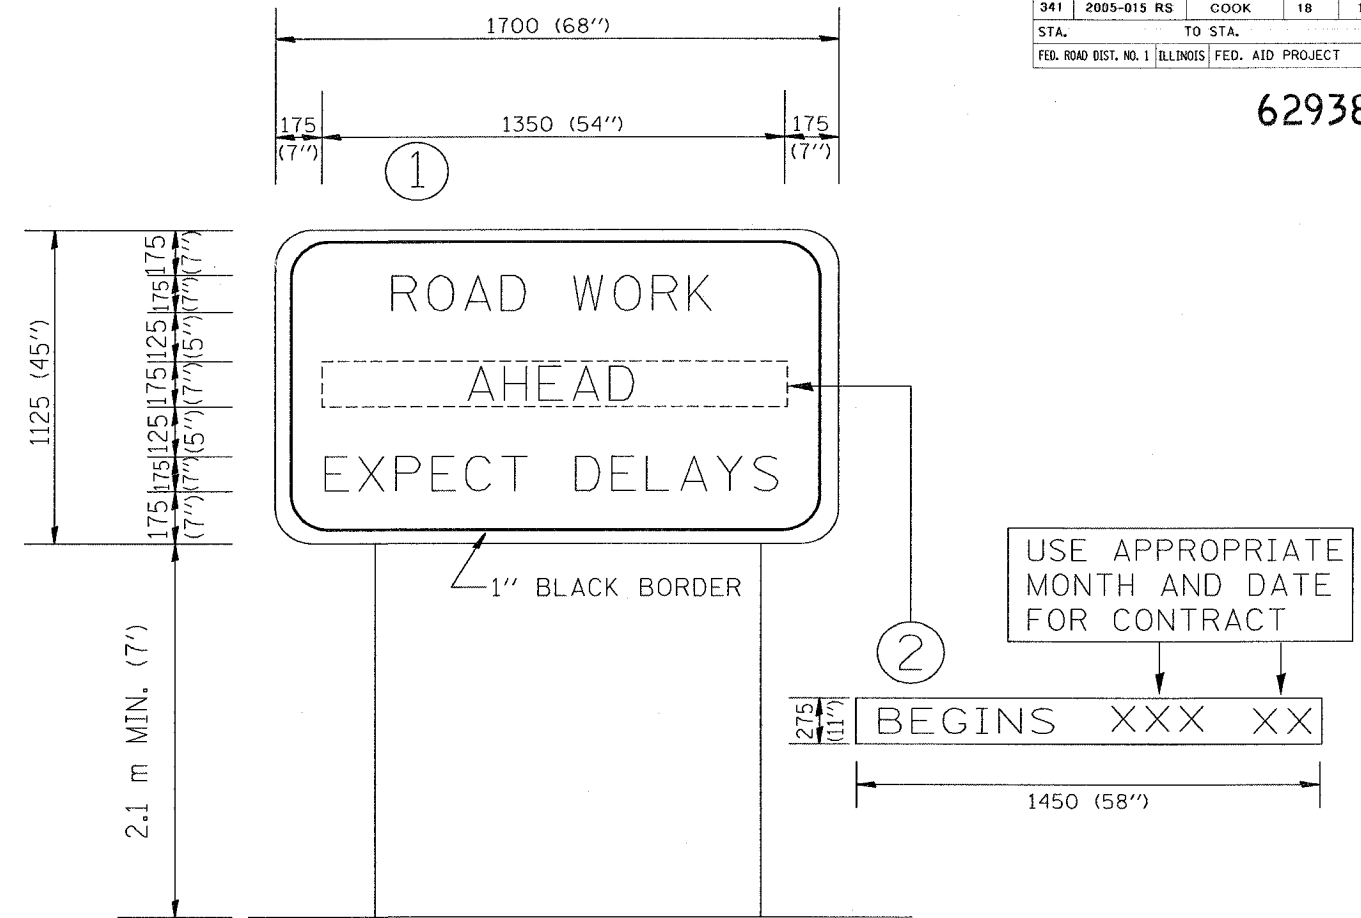 341 2005-015 RS COOK 18 1
STA. TO STA.
FED. ROAD DIST. NO. 1 ILLINOIS FED. AID PROJECT
62938
1700 (68")
175 (7")
1350 (54")
175 (7")
1
1125 (45")
175 (7")
175 (7")
125 (5")
175 (7")
125 (5")
175 (7")
175 (7")
ROAD WORK
AHEAD
EXPECT DELAYS
1" BLACK BORDER
2.1 m MIN. (7')
USE APPROPRIATE
MONTH AND DATE
FOR CONTRACT
2
275 (11")
BEGINS XXX XX
1450 (58")